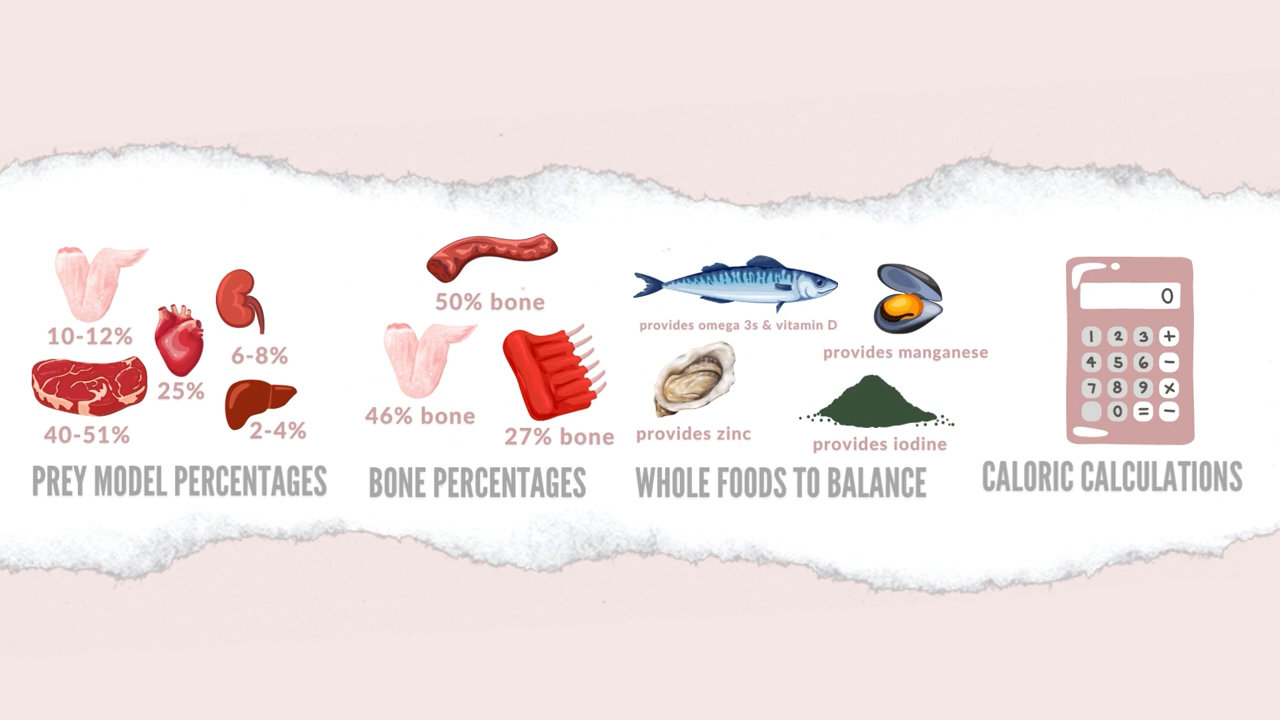 10-12%
40-51%
25%
6-8%
2-4%
PREY MODEL PERCENTAGES
50% bone
46% bone
27% bone
BONE PERCENTAGES
provides omega 3s & vitamin D
provides manganese
provides zinc
provides iodine
WHOLE FOODS TO BALANCE
0
1 2 3 +
4 5 6 −
7 8 9 ×
0 = −
CALORIC CALCULATIONS